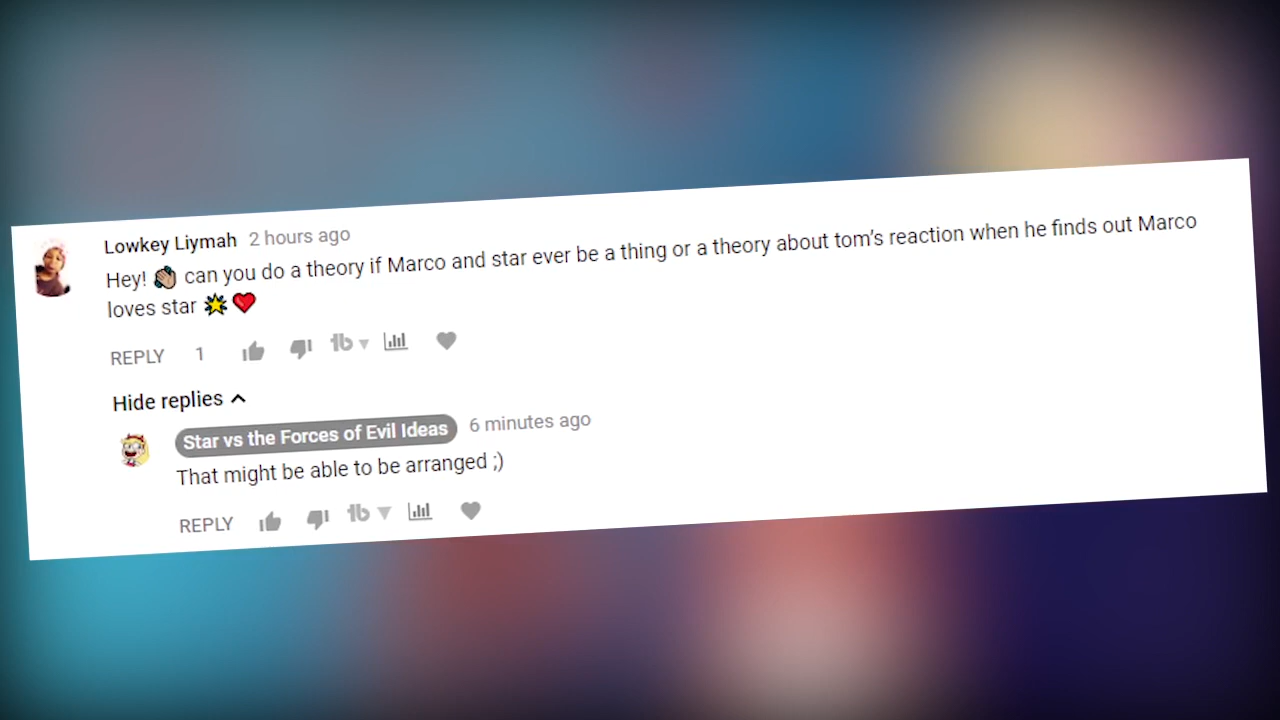 Lowkey Liymah 2 hours ago
Hey! 👏🏽 can you do a theory if Marco and star ever be a thing or a theory about tom's reaction when he finds out Marco
loves star 🌟❤️
REPLY 1 tb
Hide replies
Star vs the Forces of Evil Ideas 6 minutes ago
That might be able to be arranged ;)
REPLY tb